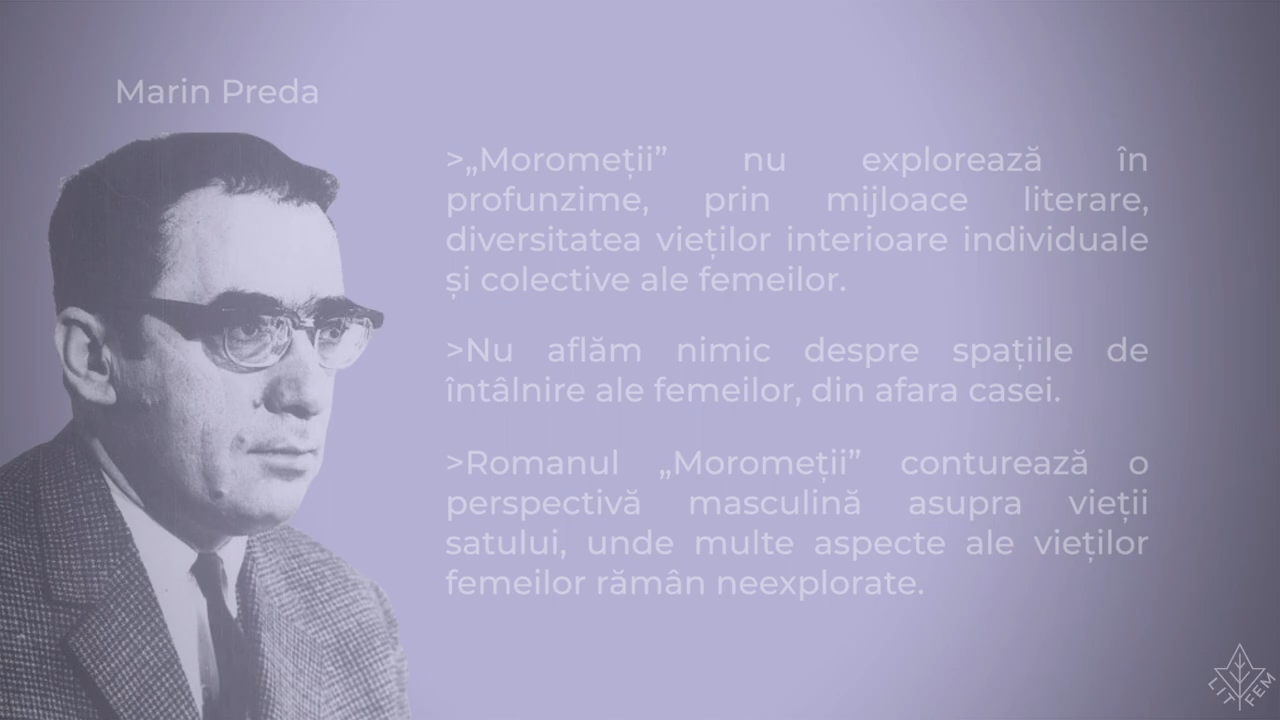 Marin Preda
>„Moromeții” nu explorează în
profunzime, prin mijloace literare,
diversitatea vieților interioare individuale
și colective ale femeilor.
>Nu aflăm nimic despre spațiile de
întâlnire ale femeilor, din afara casei.
>Romanul „Moromeții” conturează o
perspectivă masculină asupra vieții
satului, unde multe aspecte ale vieților
femeilor rămân neexplorate.
LIT FEM